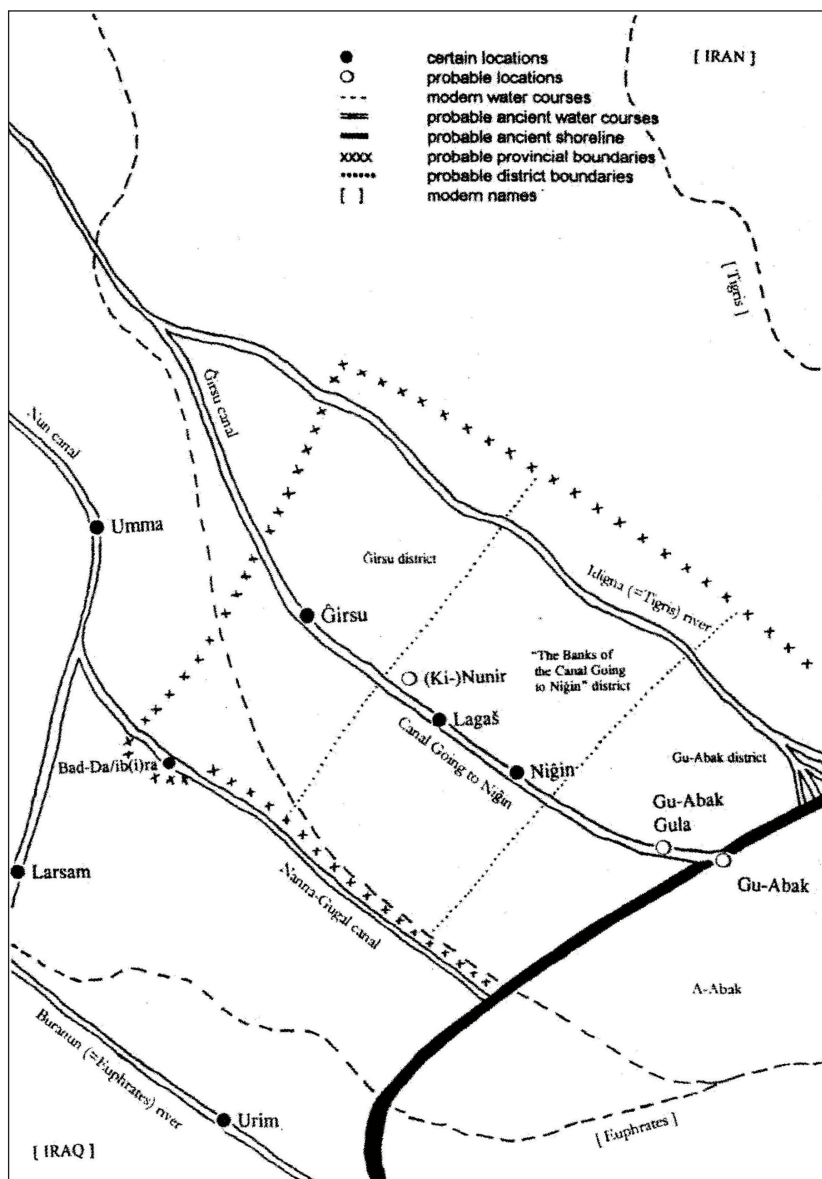 certain locations
probable locations
modern water courses
probable ancient water courses
probable ancient shoreline
xxxx probable provincial boundaries
probable district boundaries
[ ] modern names
[ IRAN ]
[ Tigris ]
Ĝirsu canal
Nun canal
Umma
Ĝirsu district
Idigna (=Tigris) river
Ĝirsu
(Ki-)Nunir
"The Banks of
the Canal Going
to Niĝin" district
Lagaš
Canal Going to Niĝin
Bad-Da/ib(i)ra
Niĝin
Gu-Abak district
Gu-Abak
Gula
Gu-Abak
Larsam
Nanna-Gugal canal
A-Abak
Buranun (=Euphrates) river
Urim
[ Euphrates ]
[ IRAQ ]